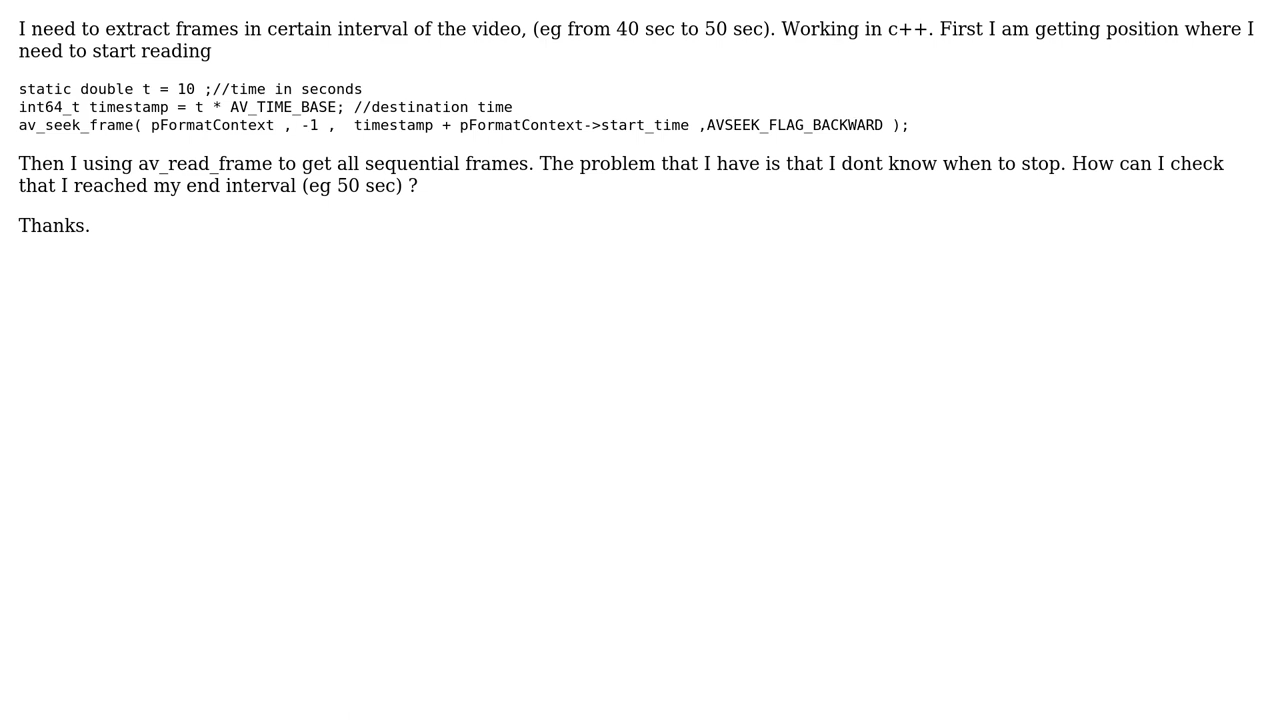 I need to extract frames in certain interval of the video, (eg from 40 sec to 50 sec). Working in c++. First I am getting position where I
need to start reading
static double t = 10 ;//time in seconds
int64_t timestamp = t * AV_TIME_BASE; //destination time
av_seek_frame( pFormatContext , -1 ,  timestamp + pFormatContext->start_time ,AVSEEK_FLAG_BACKWARD );
Then I using av_read_frame to get all sequential frames. The problem that I have is that I dont know when to stop. How can I check
that I reached my end interval (eg 50 sec) ?
Thanks.